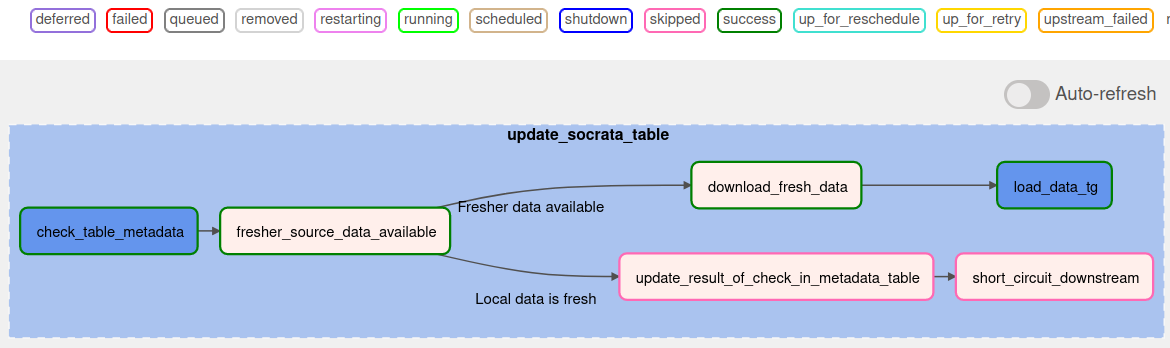 deferred failed queued removed restarting running scheduled shutdown skipped success up_for_reschedule up_for_retry upstream_failed
Auto-refresh
update_socrata_table
download_fresh_data load_data_tg
Fresher data available
check_table_metadata fresher_source_data_available
update_result_of_check_in_metadata_table short_circuit_downstream
Local data is fresh